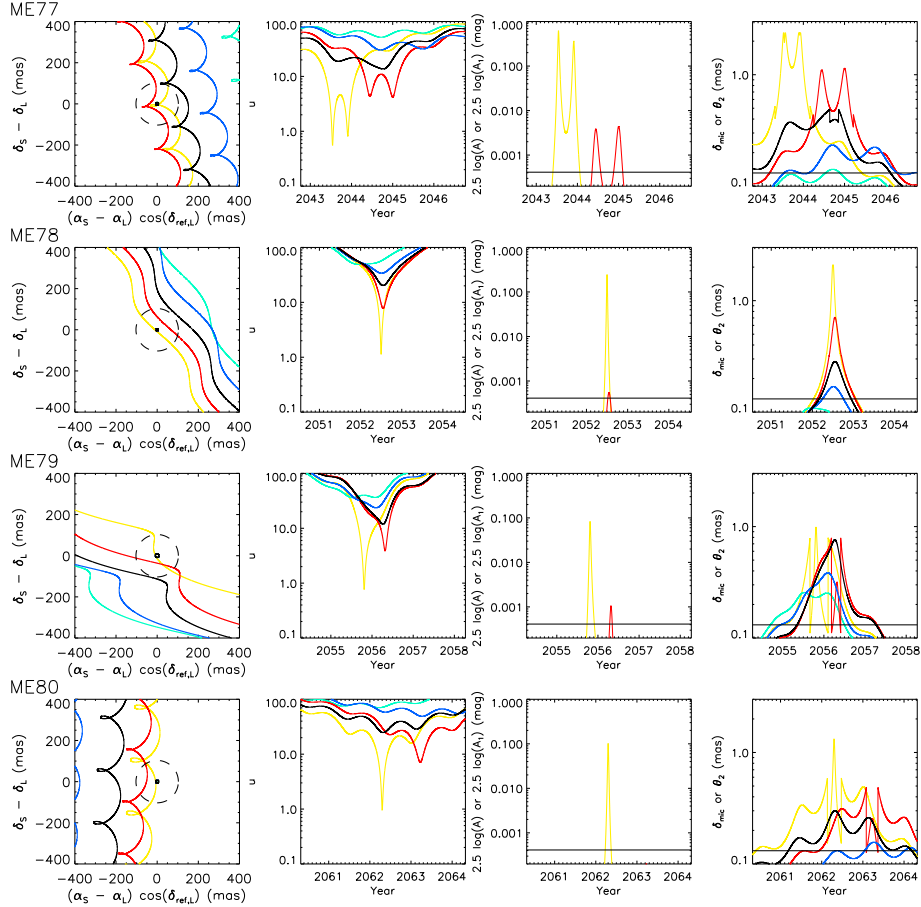 ME77
400
200
0
−200
−400
−400 −200 0 200 400
δS − δL (mas)
(αS − αL) cos(δref,L) (mas)
100.0
10.0
1.0
0.1
2043 2044 2045 2046
u
Year
1.000
0.100
0.010
0.001
2043 2044 2045 2046
2.5 log(A) or 2.5 log(A1) (mag)
Year
1.0
0.1
2043 2044 2045 2046
δmic or θ2
Year
ME78
400
200
0
−200
−400
−400 −200 0 200 400
δS − δL (mas)
(αS − αL) cos(δref,L) (mas)
100.0
10.0
1.0
0.1
2051 2052 2053 2054
u
Year
1.000
0.100
0.010
0.001
2051 2052 2053 2054
2.5 log(A) or 2.5 log(A1) (mag)
Year
1.0
0.1
2051 2052 2053 2054
δmic or θ2
Year
ME79
400
200
0
−200
−400
−400 −200 0 200 400
δS − δL (mas)
(αS − αL) cos(δref,L) (mas)
100.0
10.0
1.0
0.1
2055 2056 2057 2058
u
Year
1.000
0.100
0.010
0.001
2055 2056 2057 2058
2.5 log(A) or 2.5 log(A1) (mag)
Year
1.0
0.1
2055 2056 2057 2058
δmic or θ2
Year
ME80
400
200
0
−200
−400
−400 −200 0 200 400
δS − δL (mas)
(αS − αL) cos(δref,L) (mas)
100.0
10.0
1.0
0.1
2061 2062 2063 2064
u
Year
1.000
0.100
0.010
0.001
2061 2062 2063 2064
2.5 log(A) or 2.5 log(A1) (mag)
Year
1.0
0.1
2061 2062 2063 2064
δmic or θ2
Year